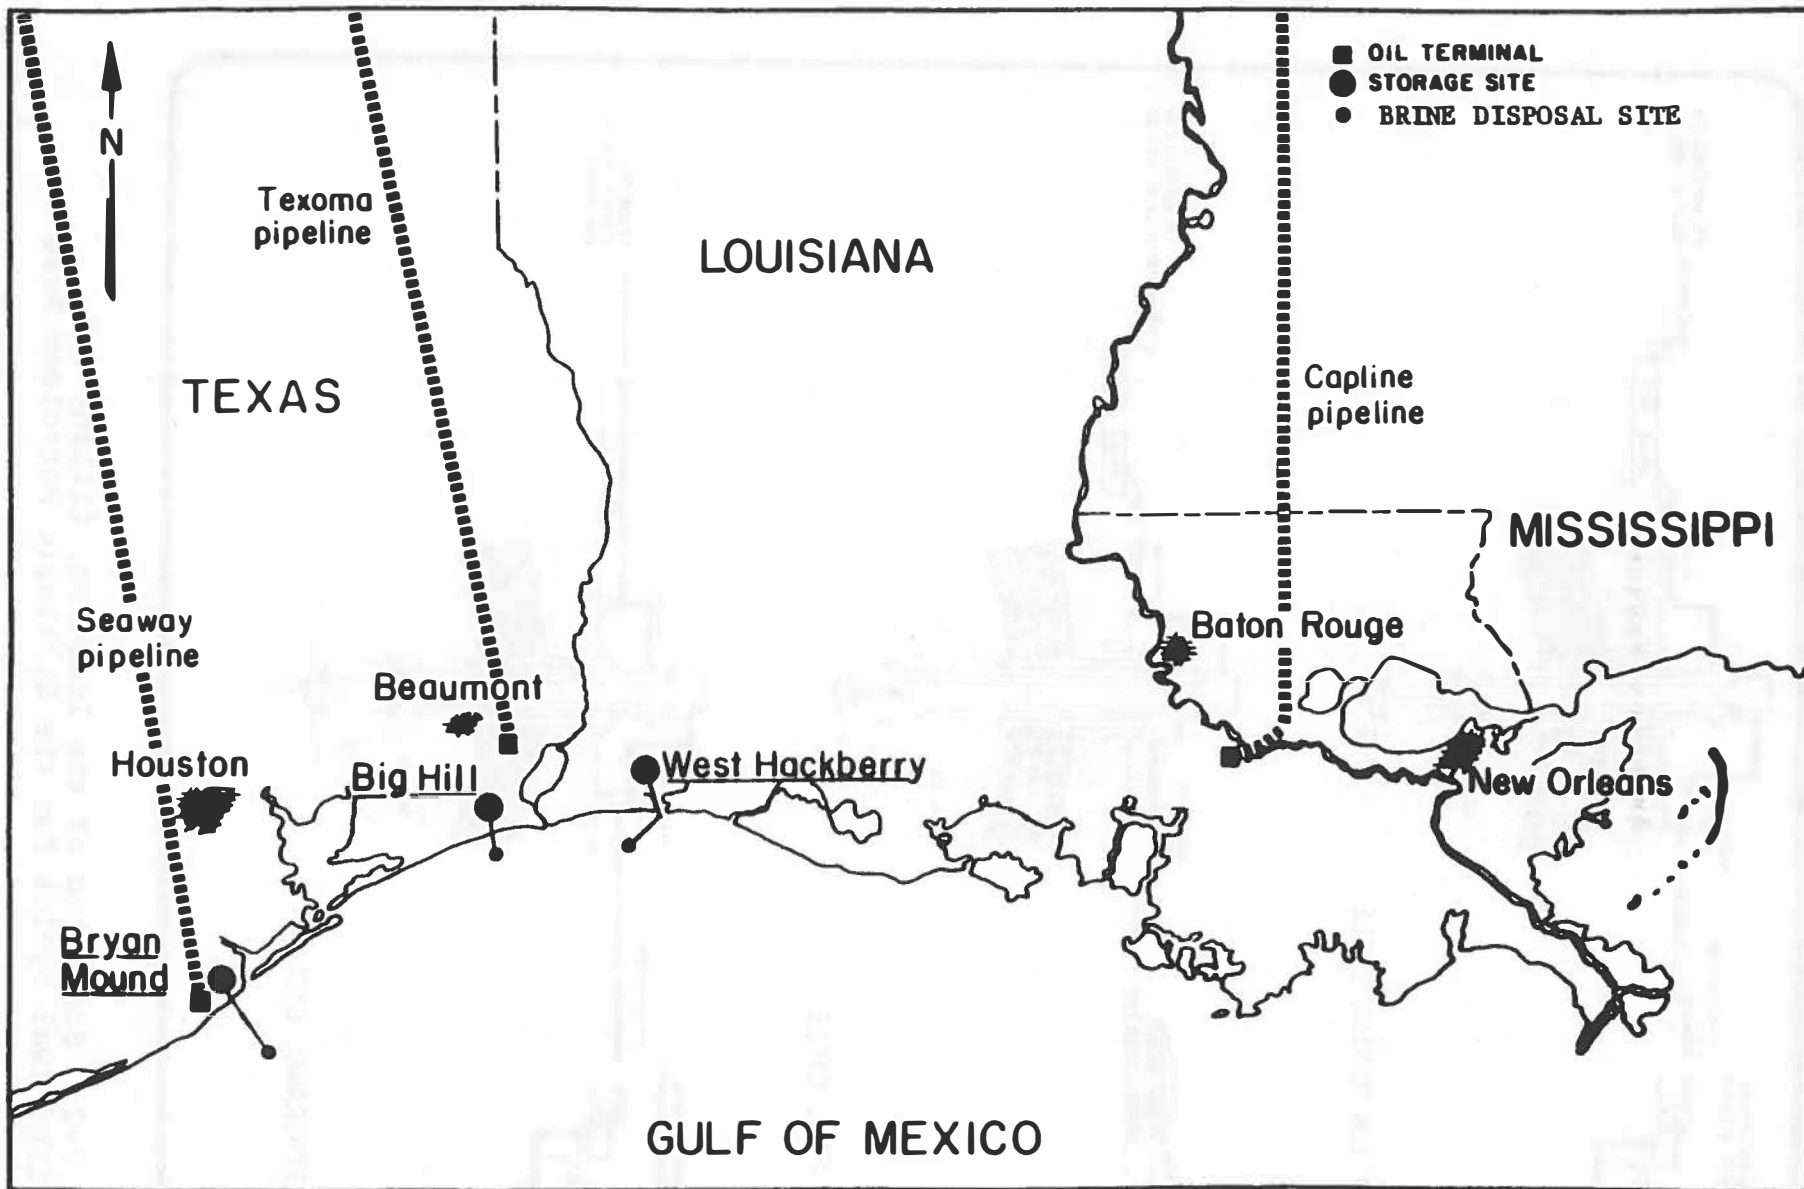 OIL TERMINAL
STORAGE SITE
BRINE DISPOSAL SITE
N
Texoma
pipeline
LOUISIANA
TEXAS
Capline
pipeline
MISSISSIPPI
Seaway
pipeline
Baton Rouge
Beaumont
Houston
Big Hill
West Hackberry
New Orleans
Bryan
Mound
GULF OF MEXICO